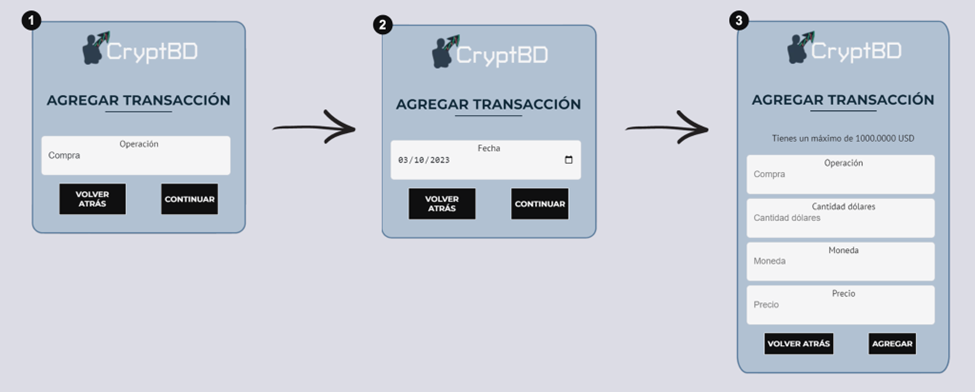 1
CryptBD
AGREGAR TRANSACCIÓN
Operación
Compra
VOLVER
ATRÁS
CONTINUAR
2
CryptBD
AGREGAR TRANSACCIÓN
Fecha
03/10/2023
VOLVER
ATRÁS
CONTINUAR
3
CryptBD
AGREGAR TRANSACCIÓN
Tienes un máximo de 1000.0000 USD
Operación
Compra
Cantidad dólares
Cantidad dólares
Moneda
Moneda
Precio
Precio
VOLVER ATRÁS
AGREGAR